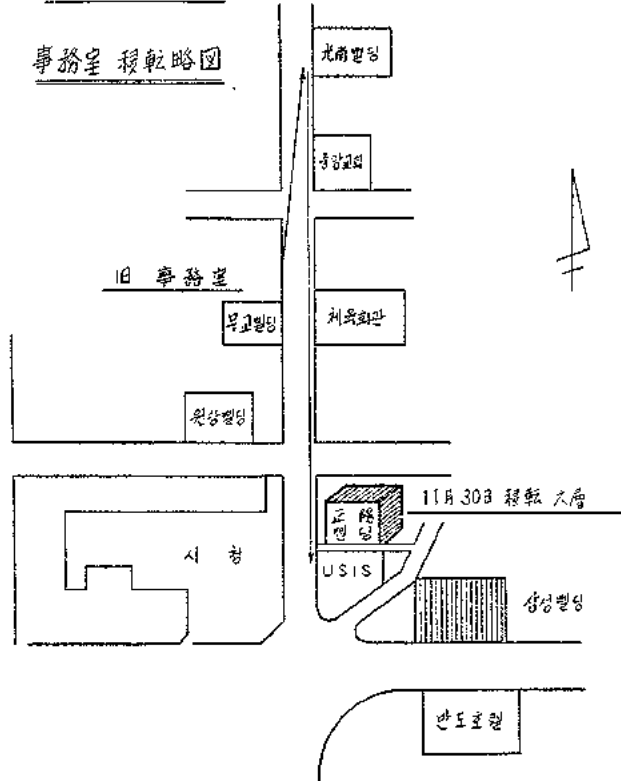 事務室 移転略図
光南빌딩
중앙교회
旧 事務室
무교빌딩
체육회관
원상빌딩
11月30日 移転 六層
빌딩
시청
USIS
삼성빌딩
반도호텔